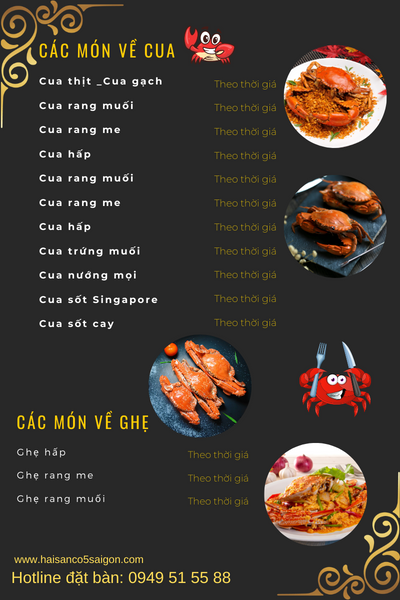 CÁC MÓN VỀ CUA
Cua thịt _Cua gạch Theo thời giá
Cua rang muối Theo thời giá
Cua rang me Theo thời giá
Cua hấp Theo thời giá
Cua rang muối Theo thời giá
Cua rang me Theo thời giá
Cua hấp Theo thời giá
Cua trứng muối Theo thời giá
Cua nướng mọi Theo thời giá
Cua sốt Singapore Theo thời giá
Cua sốt cay Theo thời giá
CÁC MÓN VỀ GHẸ
Ghẹ hấp Theo thời giá
Ghẹ rang me Theo thời giá
Ghẹ rang muối Theo thời giá
www.haisanco5saigon.com
Hotline đặt bàn: 0949 51 55 88